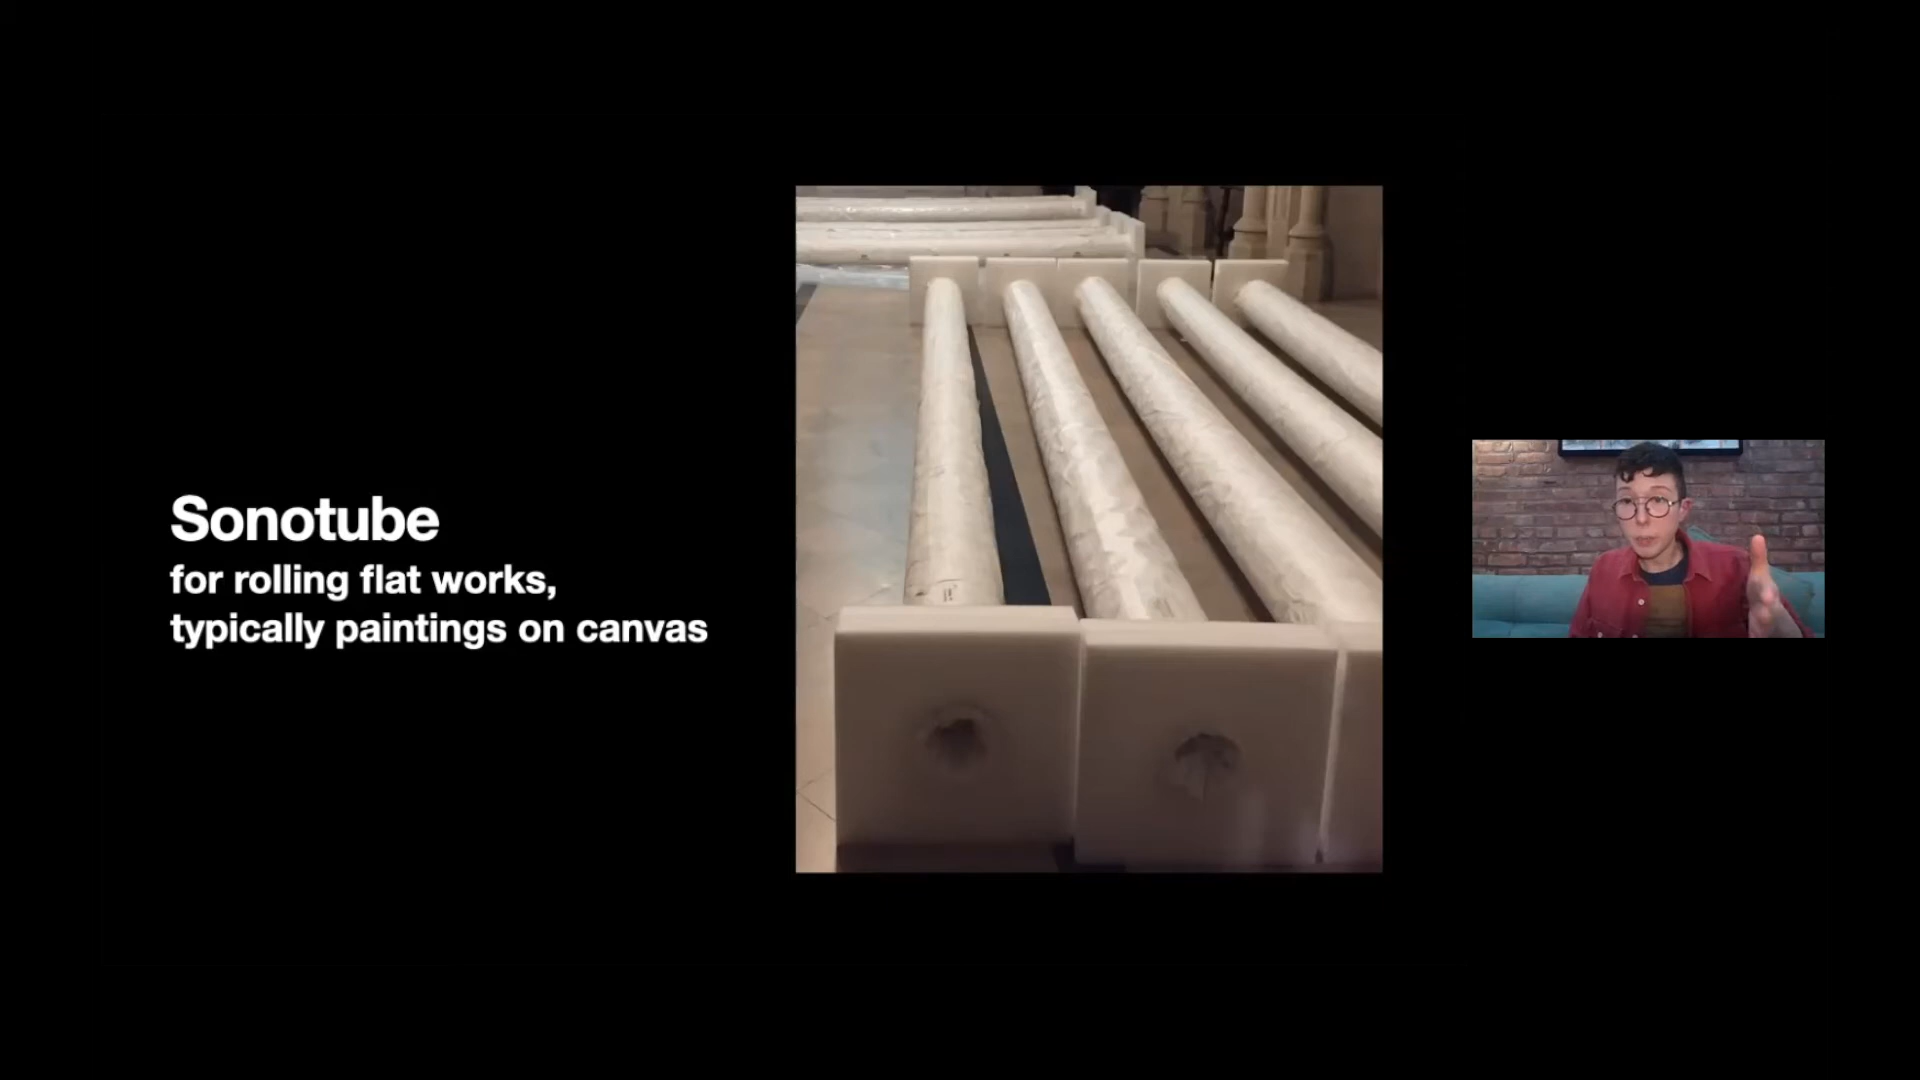 Sonotube
for rolling flat works,
typically paintings on canvas